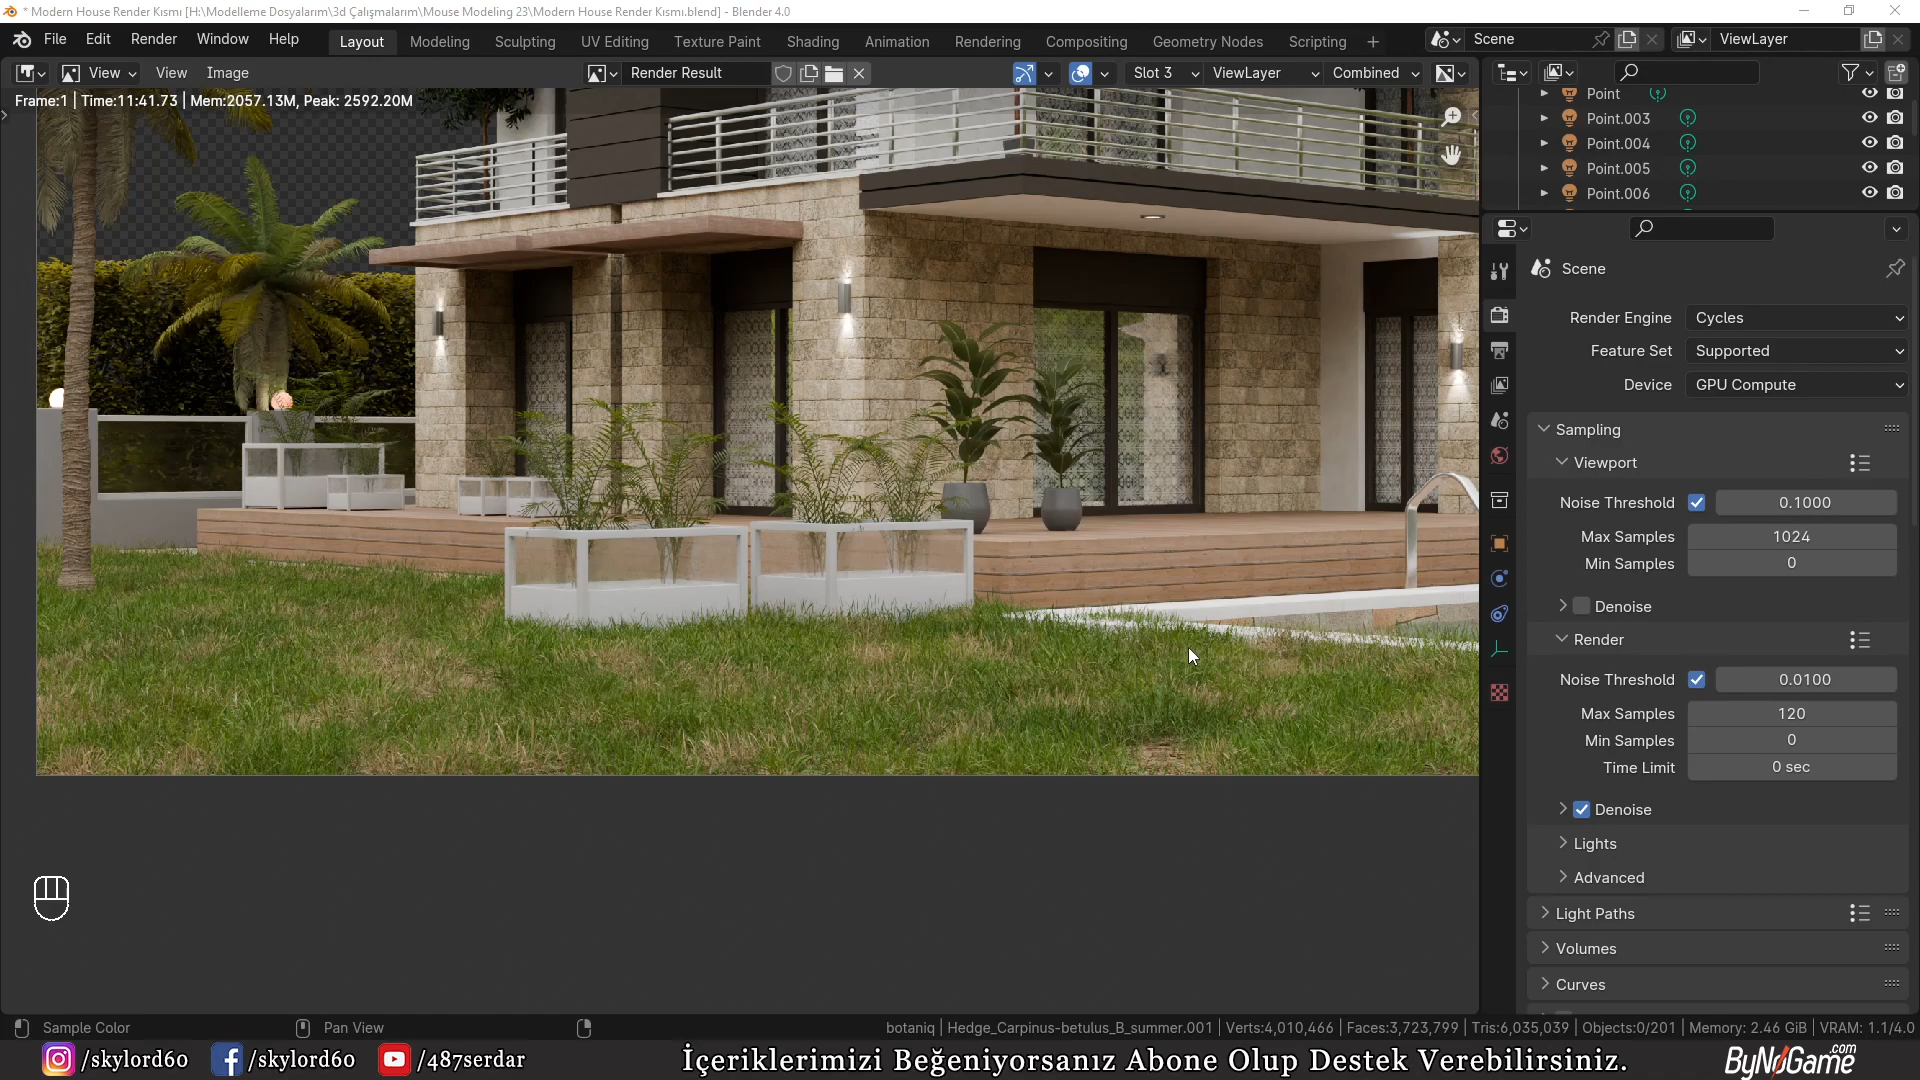 * Modern House Render Kısmı [H:\Modelleme Dosyalarım\3d Çalışmalarım\Mouse Modeling 23\Modern House Render Kısmı.blend] - Blender 4.0
File Edit Render Window Help Layout Modeling Sculpting UV Editing Texture Paint Shading Animation Rendering Compositing Geometry Nodes Scripting + Scene ViewLayer
View View Image Render Result Slot 3 ViewLayer Combined
Frame:1 | Time:11:41.73 | Mem:2057.13M, Peak: 2592.20M
Point
Point.003
Point.004
Point.005
Point.006
Scene
Render Engine Cycles
Feature Set Supported
Device GPU Compute
Sampling
Viewport
Noise Threshold 0.1000
Max Samples 1024
Min Samples 0
Denoise
Render
Noise Threshold 0.0100
Max Samples 120
Min Samples 0
Time Limit 0 sec
Denoise
Lights
Advanced
Light Paths
Volumes
Curves
Sample Color Pan View botaniq | Hedge_Carpinus-betulus_B_summer.001 | Verts:4,010,466 | Faces:3,723,799 | Tris:6,035,039 | Objects:0/201 | Memory: 2.46 GiB | VRAM: 1.1/4.0
/skylord60 /skylord60 /487serdar İçeriklerimizi Beğeniyorsanız Abone Olup Destek Verebilirsiniz. ByNoGame.com